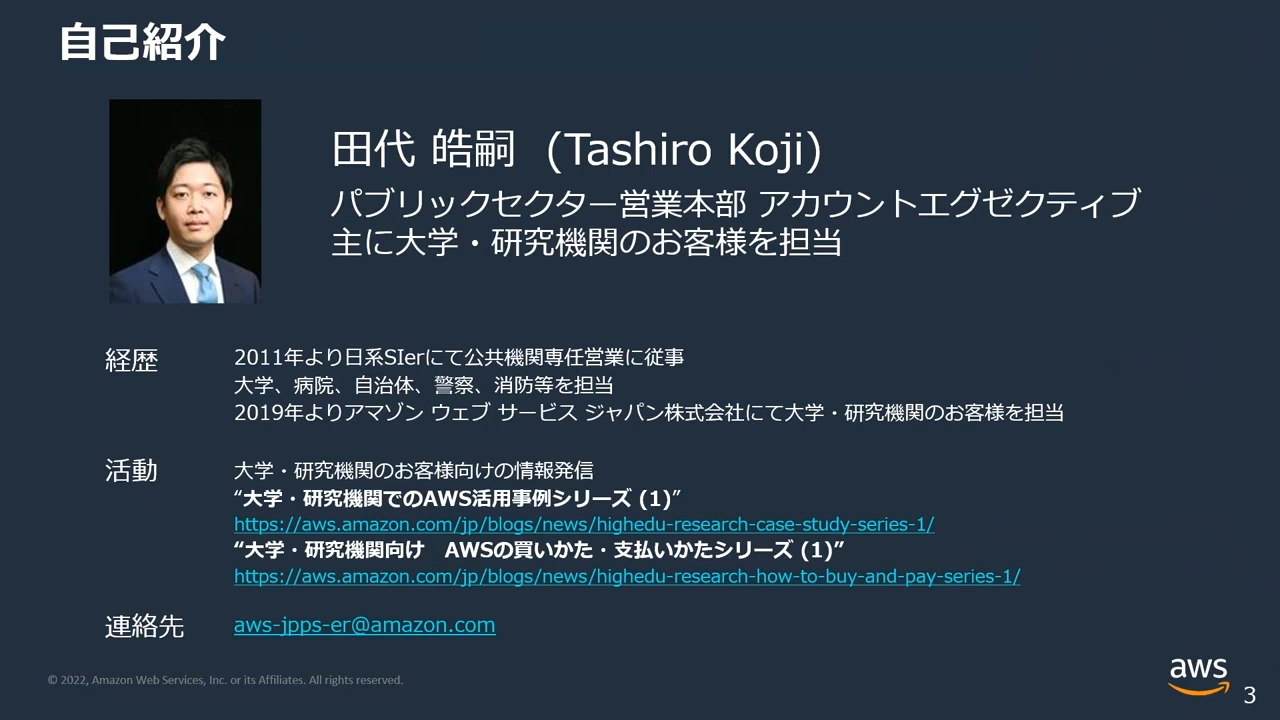 自己紹介
田代 皓嗣 (Tashiro Koji)
パブリックセクター営業本部 アカウントエグゼクティブ
主に大学・研究機関のお客様を担当
経歴
2011年より日系SIerにて公共機関専任営業に従事
大学、病院、自治体、警察、消防等を担当
2019年よりアマゾン ウェブ サービス ジャパン株式会社にて大学・研究機関のお客様を担当
活動
大学・研究機関のお客様向けの情報発信
“大学・研究機関でのAWS活用事例シリーズ (1)”
https://aws.amazon.com/jp/blogs/news/highedu-research-case-study-series-1/
“大学・研究機関向け　AWSの買いかた・支払いかたシリーズ (1)”
https://aws.amazon.com/jp/blogs/news/highedu-research-how-to-buy-and-pay-series-1/
連絡先
aws-jpps-er@amazon.com
© 2022, Amazon Web Services, Inc. or its Affiliates. All rights reserved.
aws
3